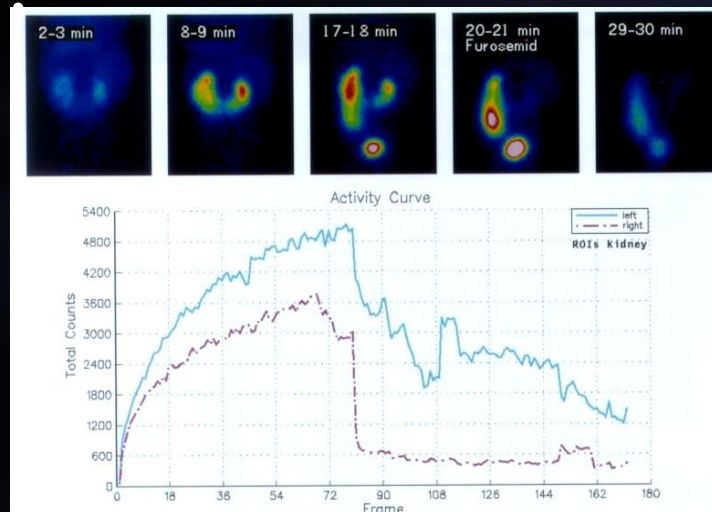 2-3 min
8-9 min
17-18 min
20-21 min
Furosemid
29-30 min
Activity Curve
left
right
ROIs Kidney
Total Counts
5400
4800
4200
3600
3000
2400
1800
1200
600
0
0 18 36 54 72 90 108 126 144 162 180
Frame